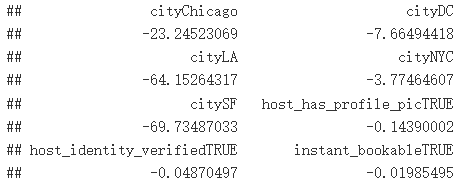 ## cityChicago cityDC
## -23.24523069 -7.66494418
## cityLA cityNYC
## -64.15264317 -3.77464607
## citySF host_has_profile_picTRUE
## -69.73487033 -0.14390002
## host_identity_verifiedTRUE instant_bookableTRUE
## -0.04870497 -0.01985495